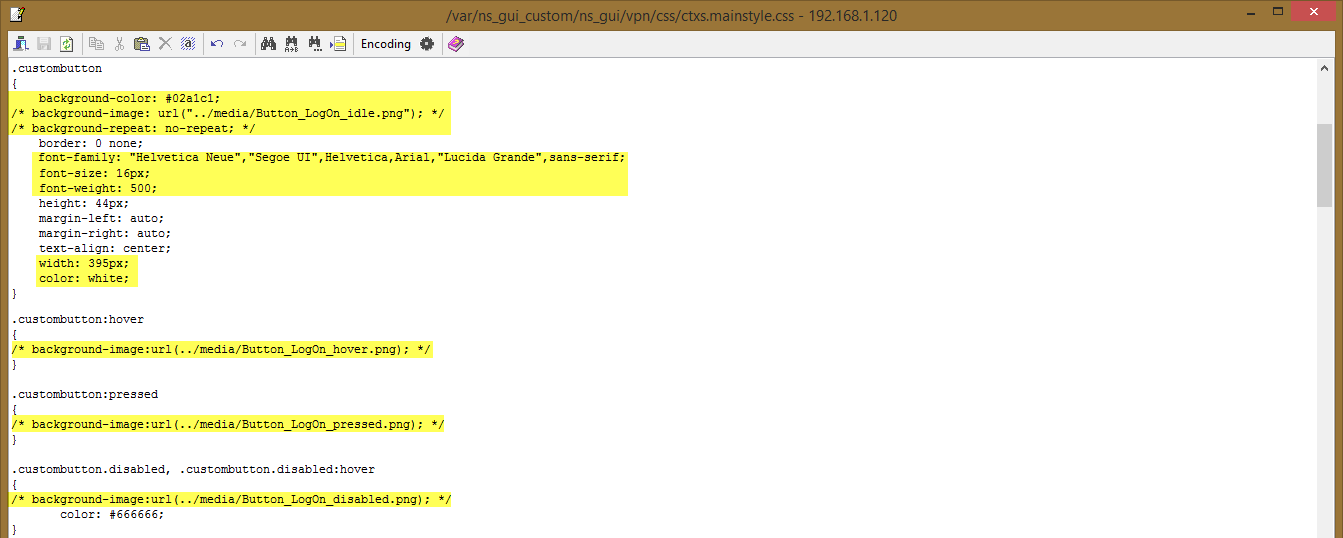 /var/ns_gui_custom/ns_gui/vpn/css/ctxs.mainstyle.css - 192.168.1.120
Encoding
.custombutton
{
    background-color: #02a1c1;
/* background-image: url("../media/Button_LogOn_idle.png"); */
/* background-repeat: no-repeat; */
    border: 0 none;
    font-family: "Helvetica Neue","Segoe UI",Helvetica,Arial,"Lucida Grande",sans-serif;
    font-size: 16px;
    font-weight: 500;
    height: 44px;
    margin-left: auto;
    margin-right: auto;
    text-align: center;
    width: 395px;
    color: white;
}
.custombutton:hover
{
/* background-image:url(../media/Button_LogOn_hover.png); */
}
.custombutton:pressed
{
/* background-image:url(../media/Button_LogOn_pressed.png); */
}
.custombutton.disabled, .custombutton.disabled:hover
{
/* background-image:url(../media/Button_LogOn_disabled.png); */
       color: #666666;
}